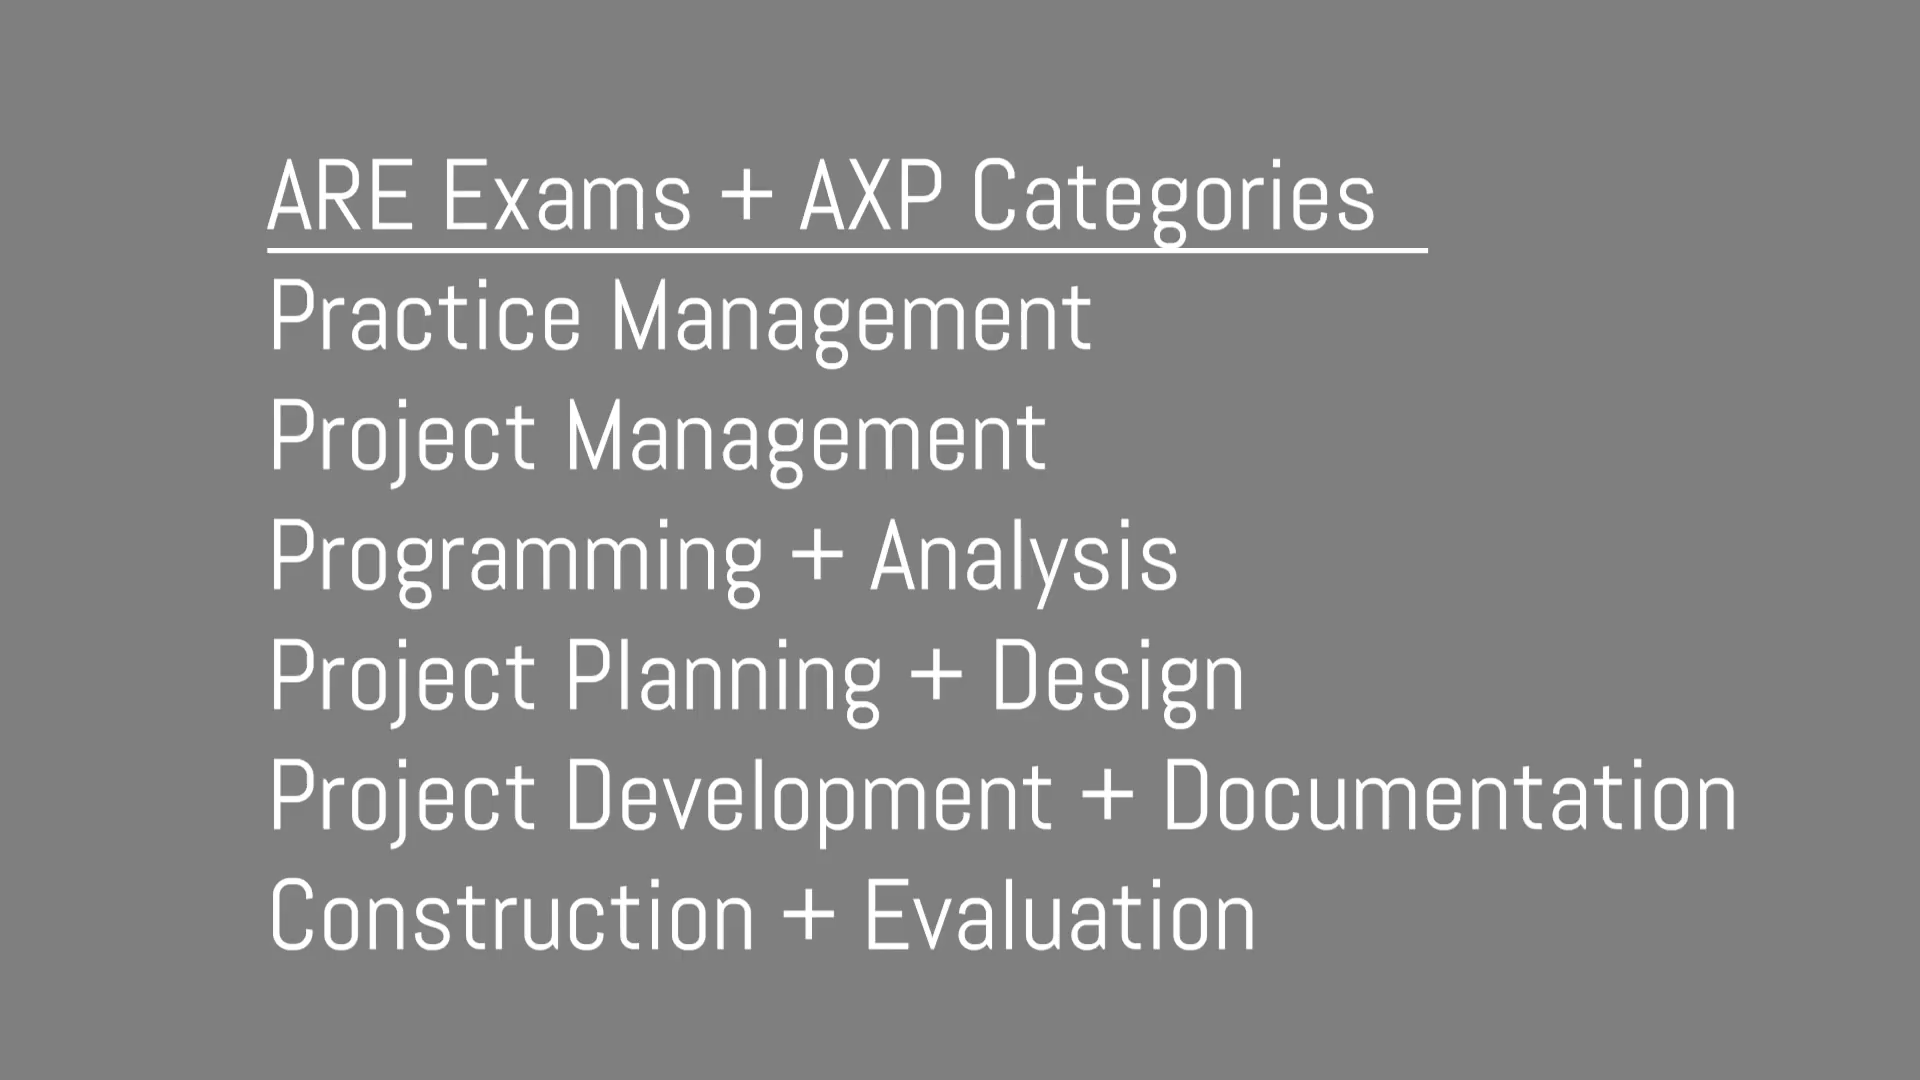 ARE Exams + AXP Categories
Practice Management
Project Management
Programming + Analysis
Project Planning + Design
Project Development + Documentation
Construction + Evaluation